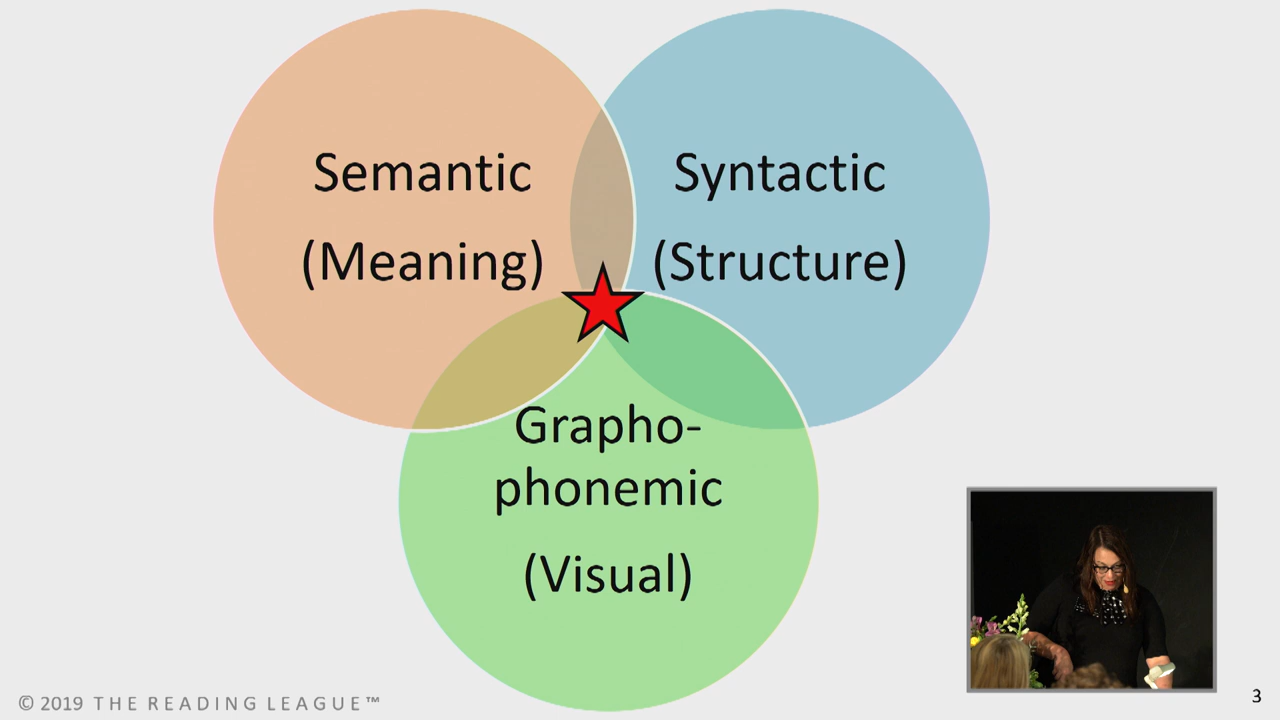 Semantic
(Meaning)
Syntactic
(Structure)
Grapho-
phonemic
(Visual)
© 2019 THE READING LEAGUE™
3